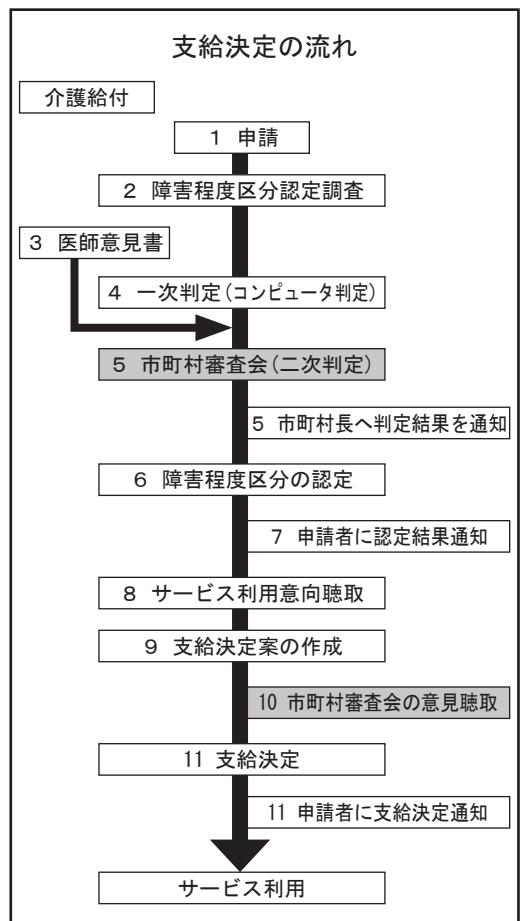 支給決定の流れ
介護給付
1 申請
2 障害程度区分認定調査
3 医師意見書
4 一次判定(コンピュータ判定)
5 市町村審査会(二次判定)
5 市町村長へ判定結果を通知
6 障害程度区分の認定
7 申請者に認定結果通知
8 サービス利用意向聴取
9 支給決定案の作成
10 市町村審査会の意見聴取
11 支給決定
11 申請者に支給決定通知
サービス利用